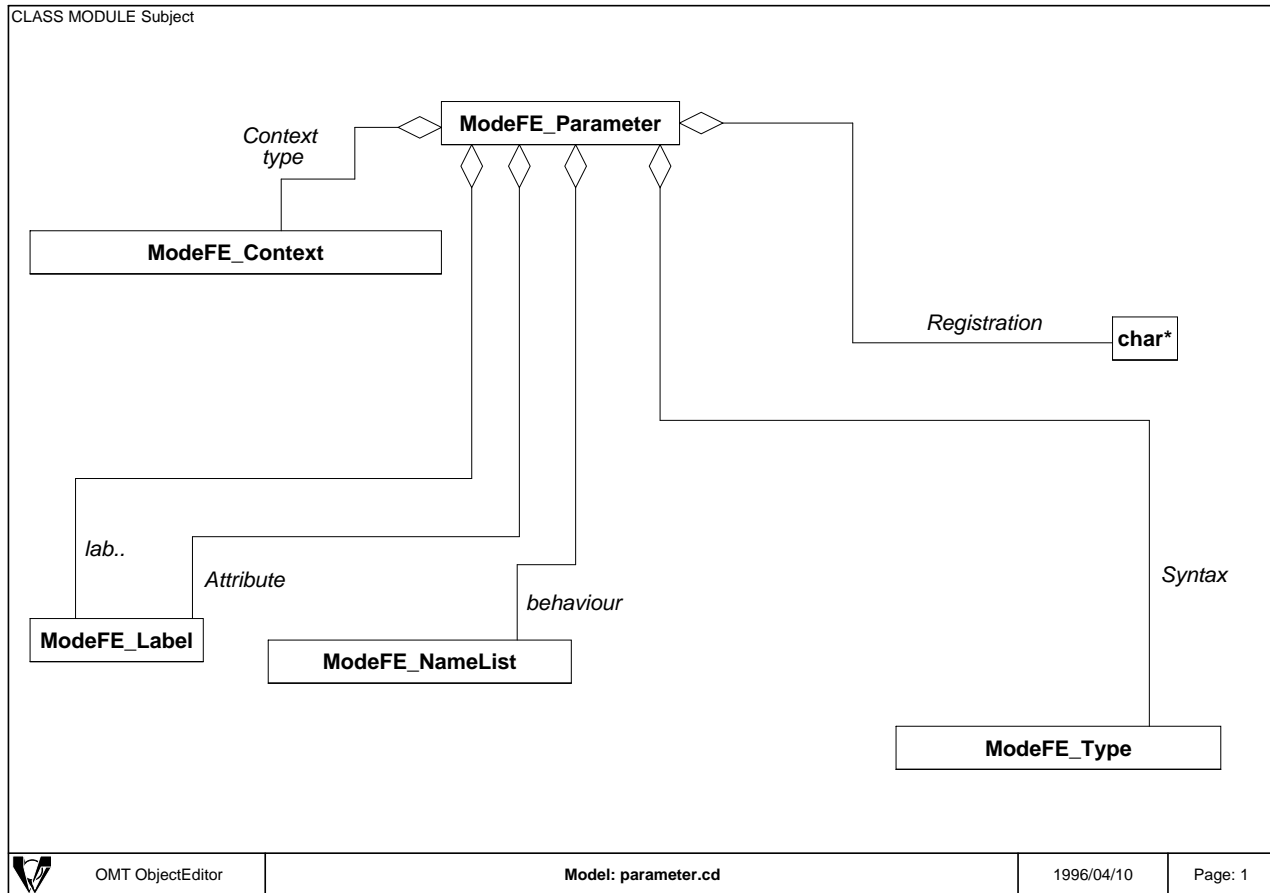 CLASS MODULE Subject
ModeFE_Parameter
Context
type
ModeFE_Context
Registration
char*
lab..
Attribute
behaviour
Syntax
ModeFE_Label
ModeFE_NameList
ModeFE_Type
OMT ObjectEditor
Model: parameter.cd
1996/04/10
Page: 1